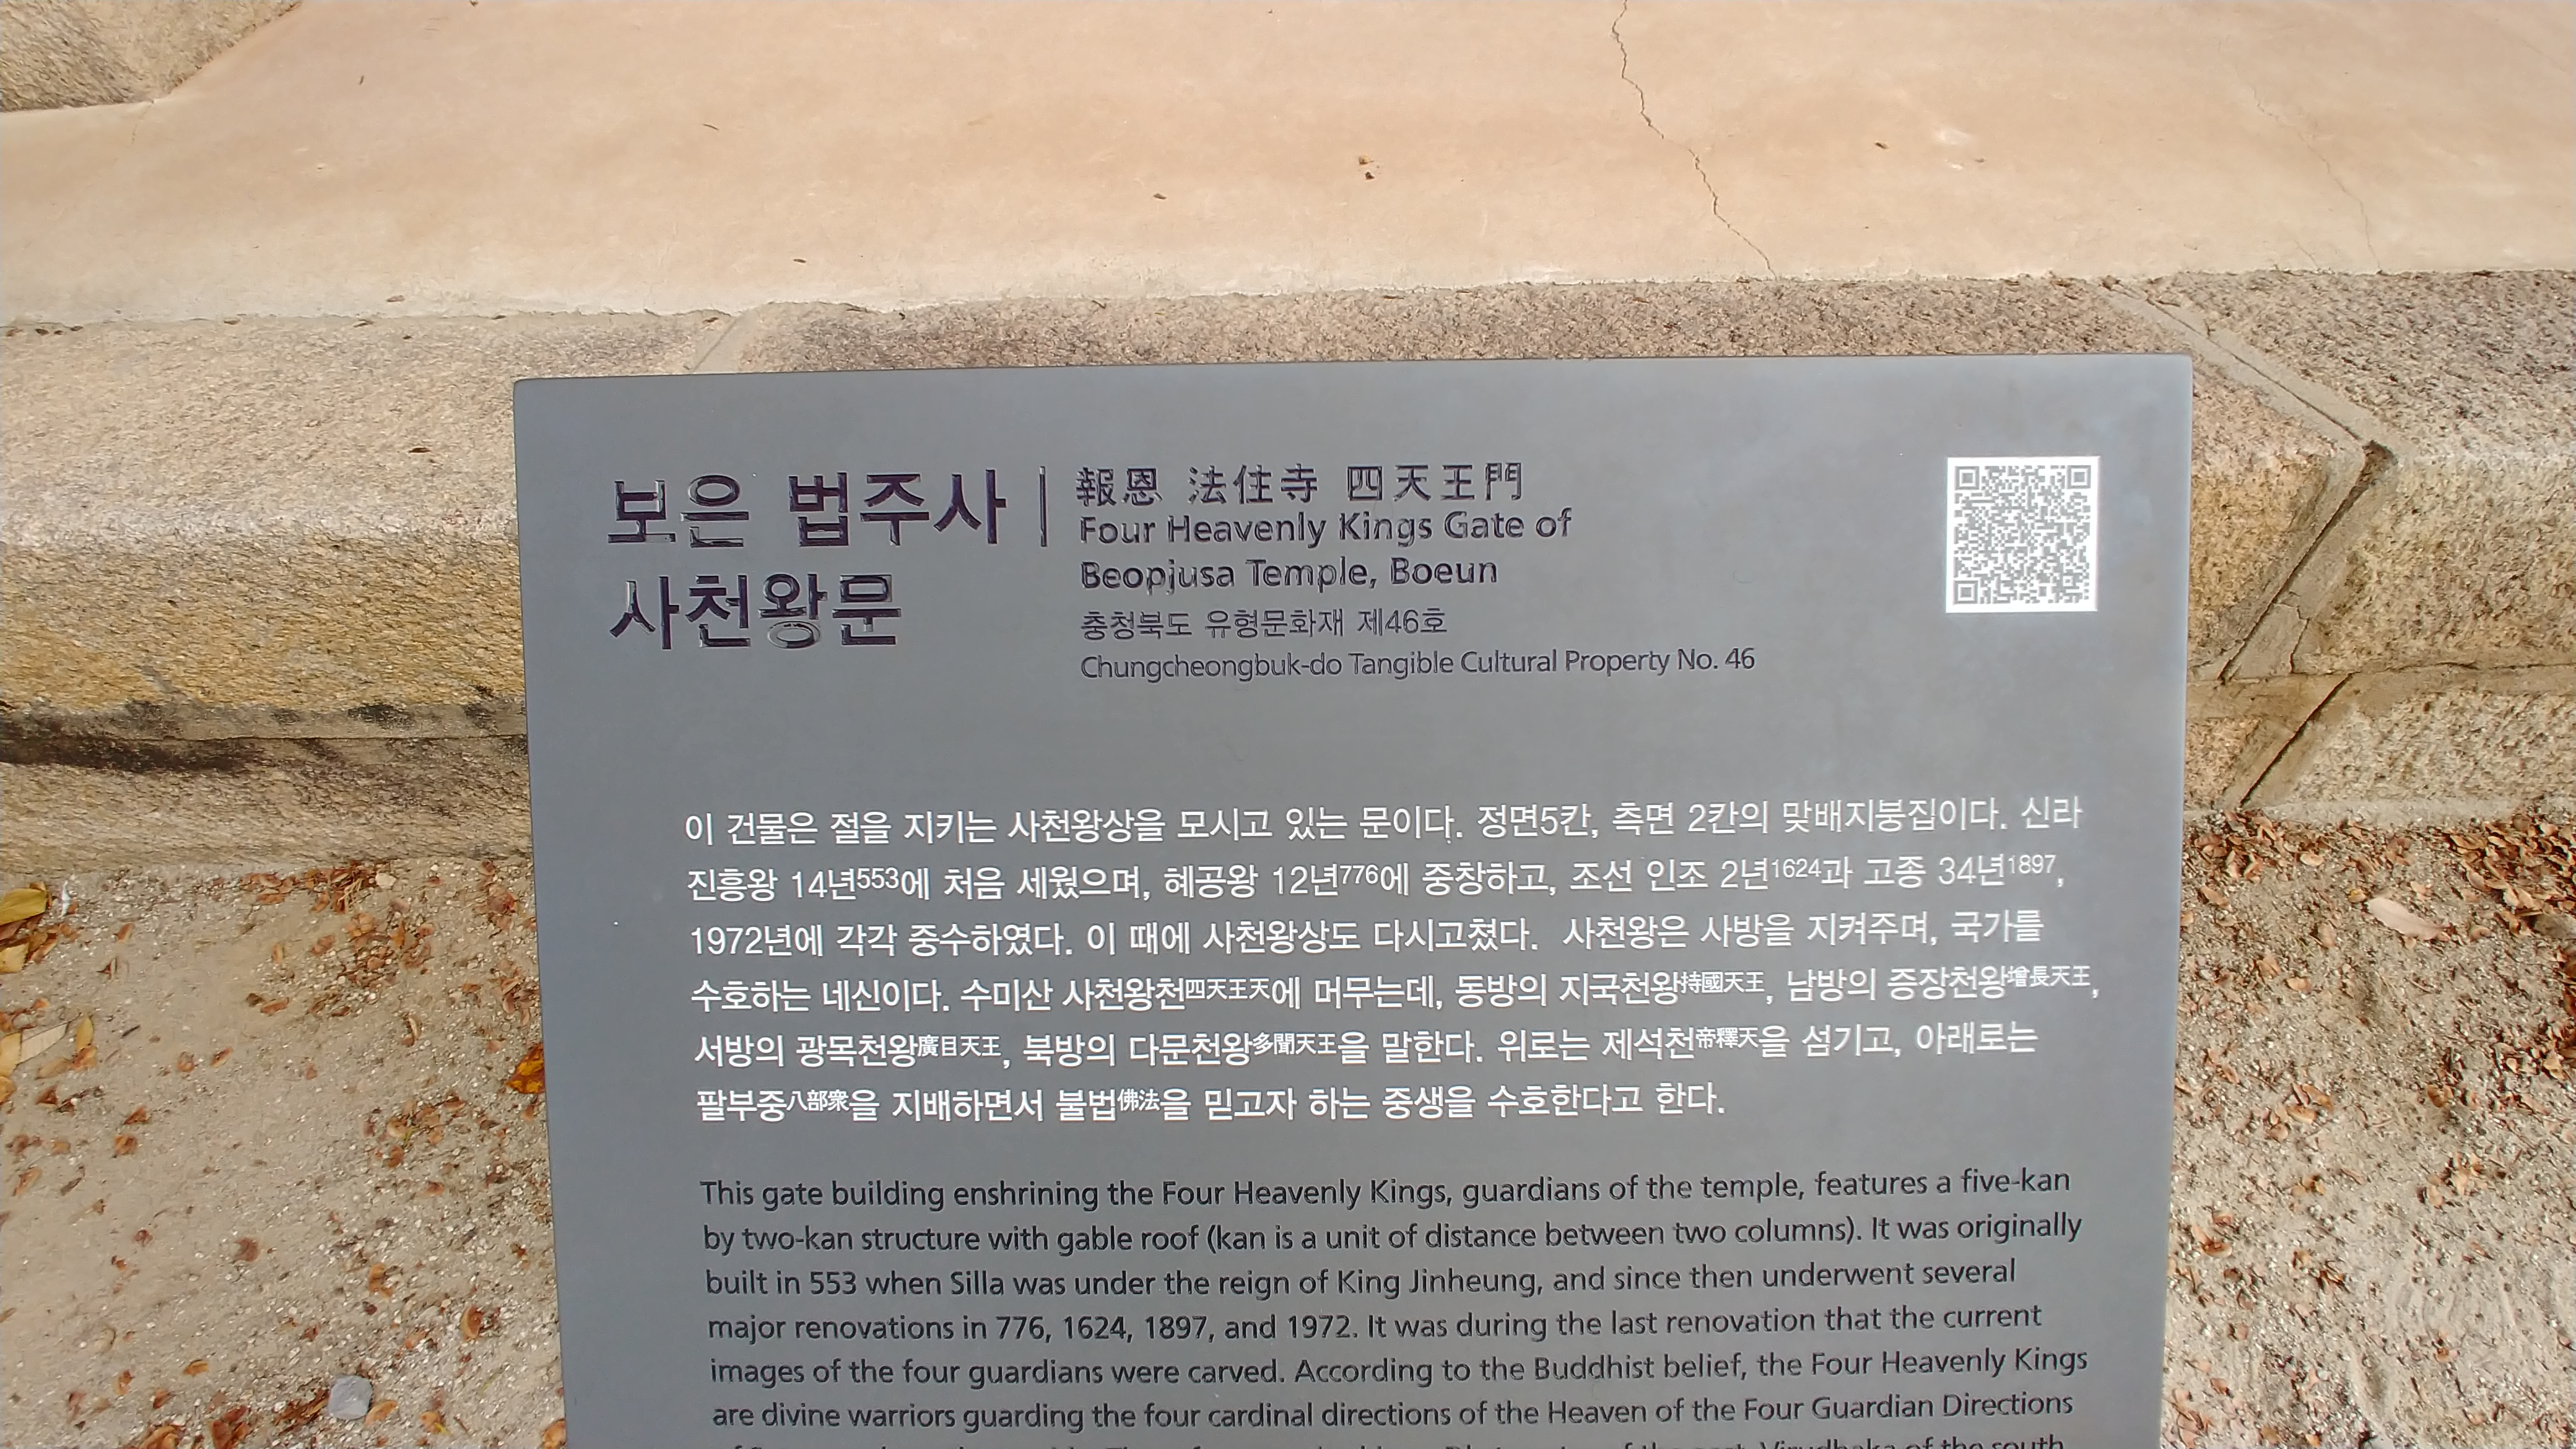 보은 법주사
사천왕문
報恩 法住寺 四天王門
Four Heavenly Kings Gate of
Beopjusa Temple, Boeun
충청북도 유형문화재 제46호
Chungcheongbuk-do Tangible Cultural Property No. 46
이 건물은 절을 지키는 사천왕상을 모시고 있는 문이다. 정면5칸, 측면 2칸의 맞배지붕집이다. 신라
진흥왕 14년553에 처음 세웠으며, 혜공왕 12년776에 중창하고, 조선 인조 2년1624과 고종 34년1897,
1972년에 각각 중수하였다. 이 때에 사천왕상도 다시고쳤다. 사천왕은 사방을 지켜주며, 국가를
수호하는 네신이다. 수미산 사천왕천四天王天에 머무는데, 동방의 지국천왕持國天王, 남방의 증장천왕增長天王,
서방의 광목천왕廣目天王, 북방의 다문천왕多聞天王을 말한다. 위로는 제석천帝釋天을 섬기고, 아래로는
팔부중八部衆을 지배하면서 불법佛法을 믿고자 하는 중생을 수호한다고 한다.
This gate building enshrining the Four Heavenly Kings, guardians of the temple, features a five-kan
by two-kan structure with gable roof (kan is a unit of distance between two columns). It was originally
built in 553 when Silla was under the reign of King Jinheung, and since then underwent several
major renovations in 776, 1624, 1897, and 1972. It was during the last renovation that the current
images of the four guardians were carved. According to the Buddhist belief, the Four Heavenly Kings
are divine warriors guarding the four cardinal directions of the Heaven of the Four Guardian Directions
of the east, Virudhaka of the south